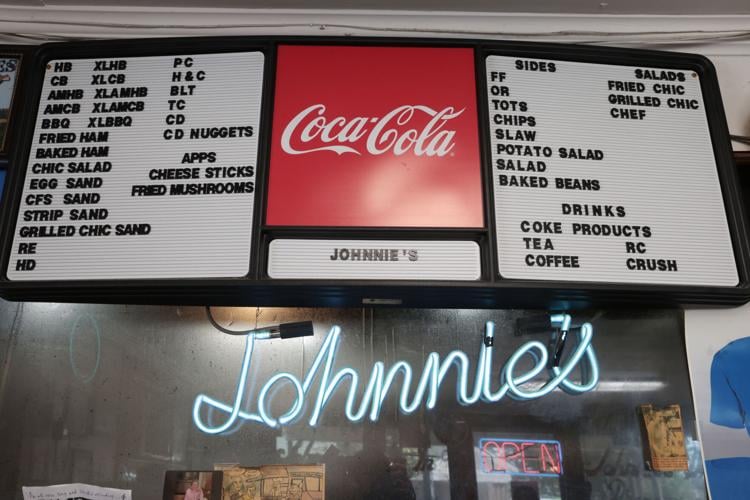 HB XLHB PC
CB XLCB H & C
AMHB XLAMHB BLT
AMCB XLAMCB TC
BBQ XLBBQ CD
FRIED HAM CD NUGGETS
BAKED HAM
CHIC SALAD
EGG SAND
CFS SAND
STRIP SAND
GRILLED CHIC SAND
RE
HD
APPS
CHEESE STICKS
FRIED MUSHROOMS
Coca-Cola
JOHNNIE'S
SIDES
FF
OR
TOTS
CHIPS
SLAW
POTATO SALAD
SALAD
BAKED BEANS
SALADS
FRIED CHIC
GRILLED CHIC
CHEF
DRINKS
COKE PRODUCTS
TEA RC
COFFEE CRUSH
Johnnies
OPEN